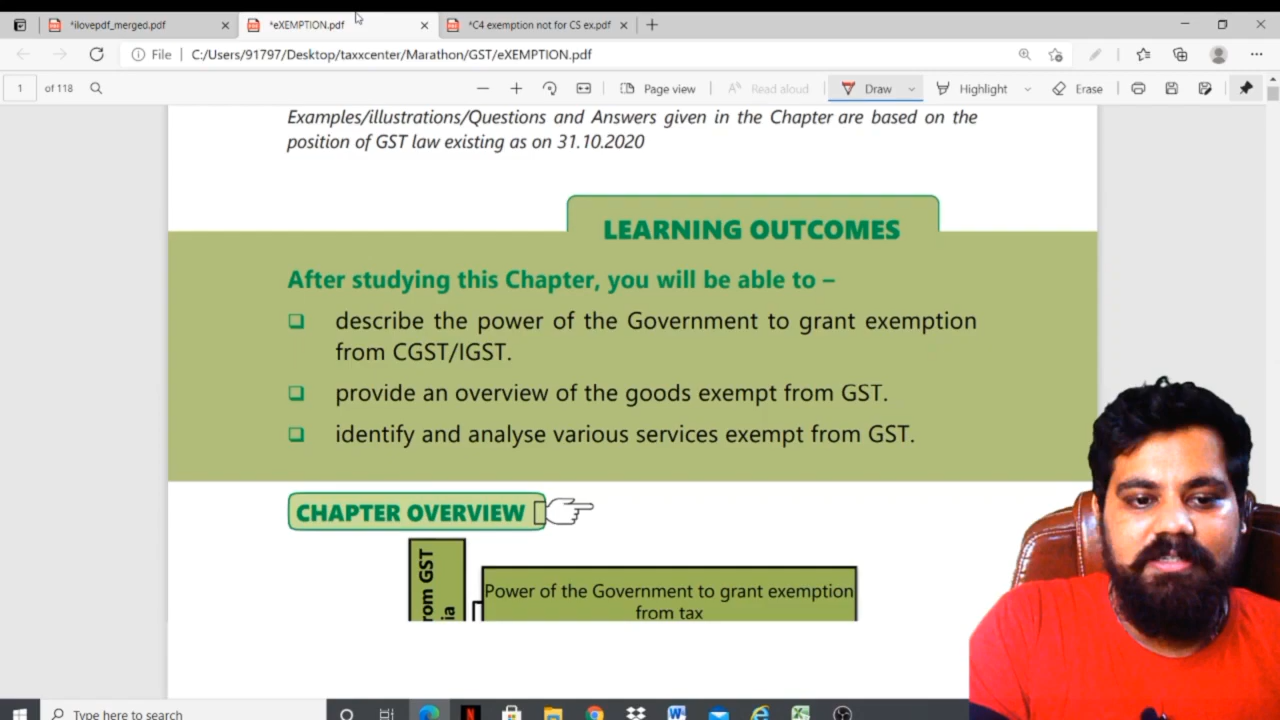 *ilovepdf_merged.pdf
*eXEMPTION.pdf
*C4 exemption not for CS ex.pdf
File
C:/Users/91797/Desktop/taxxcenter/Marathon/GST/eXEMPTION.pdf
1 of 118
Page view
Read aloud
Draw
Highlight
Erase
Examples/illustrations/Questions and Answers given in the Chapter are based on the
position of GST law existing as on 31.10.2020
LEARNING OUTCOMES
After studying this Chapter, you will be able to –
describe the power of the Government to grant exemption
from CGST/IGST.
provide an overview of the goods exempt from GST.
identify and analyse various services exempt from GST.
CHAPTER OVERVIEW
rom GST
ia
Power of the Government to grant exemption
from tax
Type here to search